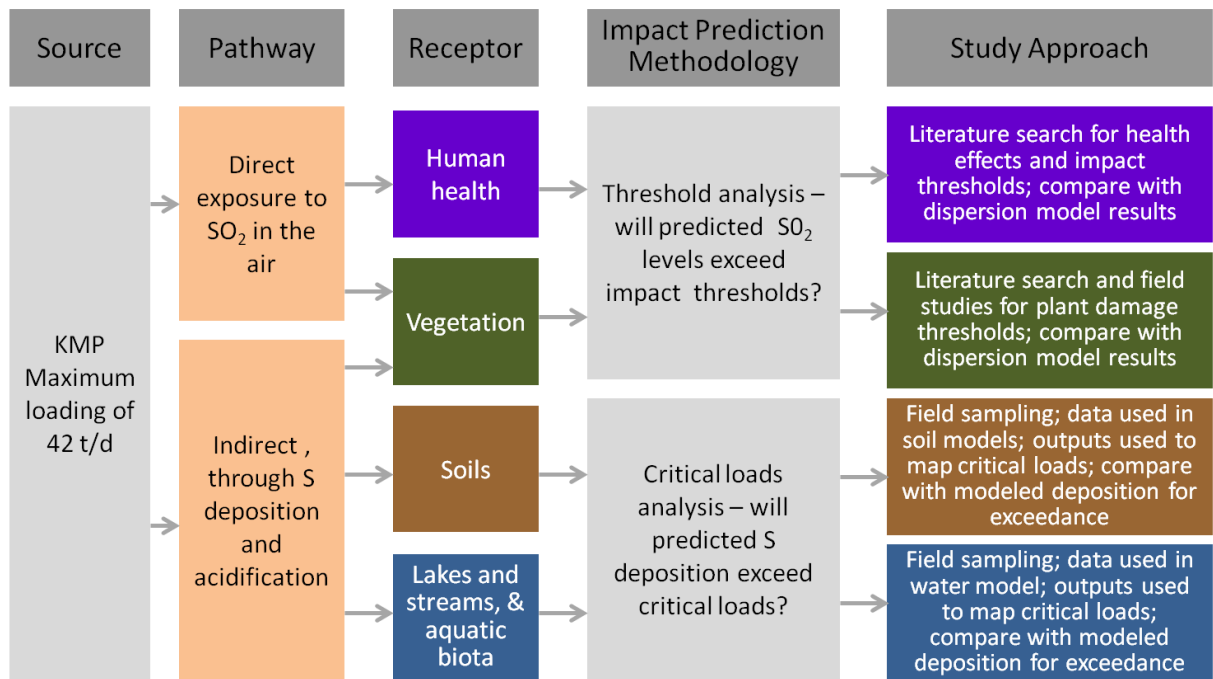 Source
Pathway
Receptor
Impact Prediction
Methodology
Study Approach
KMP
Maximum
loading of
42 t/d
Direct
exposure to
SO₂ in the
air
Indirect ,
through S
deposition
and
acidification
Human
health
Vegetation
Soils
Lakes and
streams, &
aquatic
biota
Threshold analysis –
will predicted S0₂
levels exceed
impact thresholds?
Critical loads
analysis – will
predicted S
deposition exceed
critical loads?
Literature search for health
effects and impact
thresholds; compare with
dispersion model results
Literature search and field
studies for plant damage
thresholds; compare with
dispersion model results
Field sampling; data used in
soil models; outputs used to
map critical loads; compare
with modeled deposition for
exceedance
Field sampling; data used in
water model; outputs used
to map critical loads;
compare with modeled
deposition for exceedance